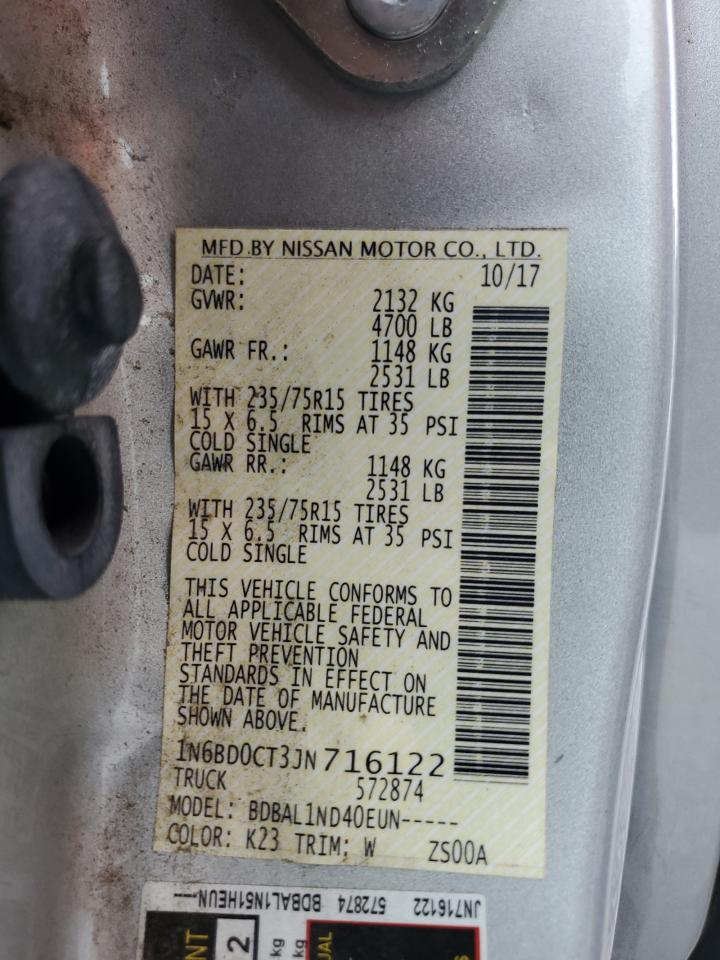 MFD.BY NISSAN MOTOR CO., LTD.
DATE: 10/17
GVWR: 2132 KG
4700 LB
GAWR FR.: 1148 KG
2531 LB
WITH 235/75R15 TIRES
15 X 6.5 RIMS AT 35 PSI
COLD SINGLE
GAWR RR.: 1148 KG
2531 LB
WITH 235/75R15 TIRES
15 X 6.5 RIMS AT 35 PSI
COLD SINGLE
THIS VEHICLE CONFORMS TO
ALL APPLICABLE FEDERAL
MOTOR VEHICLE SAFETY AND
THEFT PREVENTION
STANDARDS IN EFFECT ON
THE DATE OF MANUFACTURE
SHOWN ABOVE.
1N6BD0CT3JN716122
TRUCK 572874
MODEL: BDBAL1ND40EUN-----
COLOR: K23 TRIM: W ZS00A
JN716122 572874 BDBAL1N61HEUN---
2
kg
kg